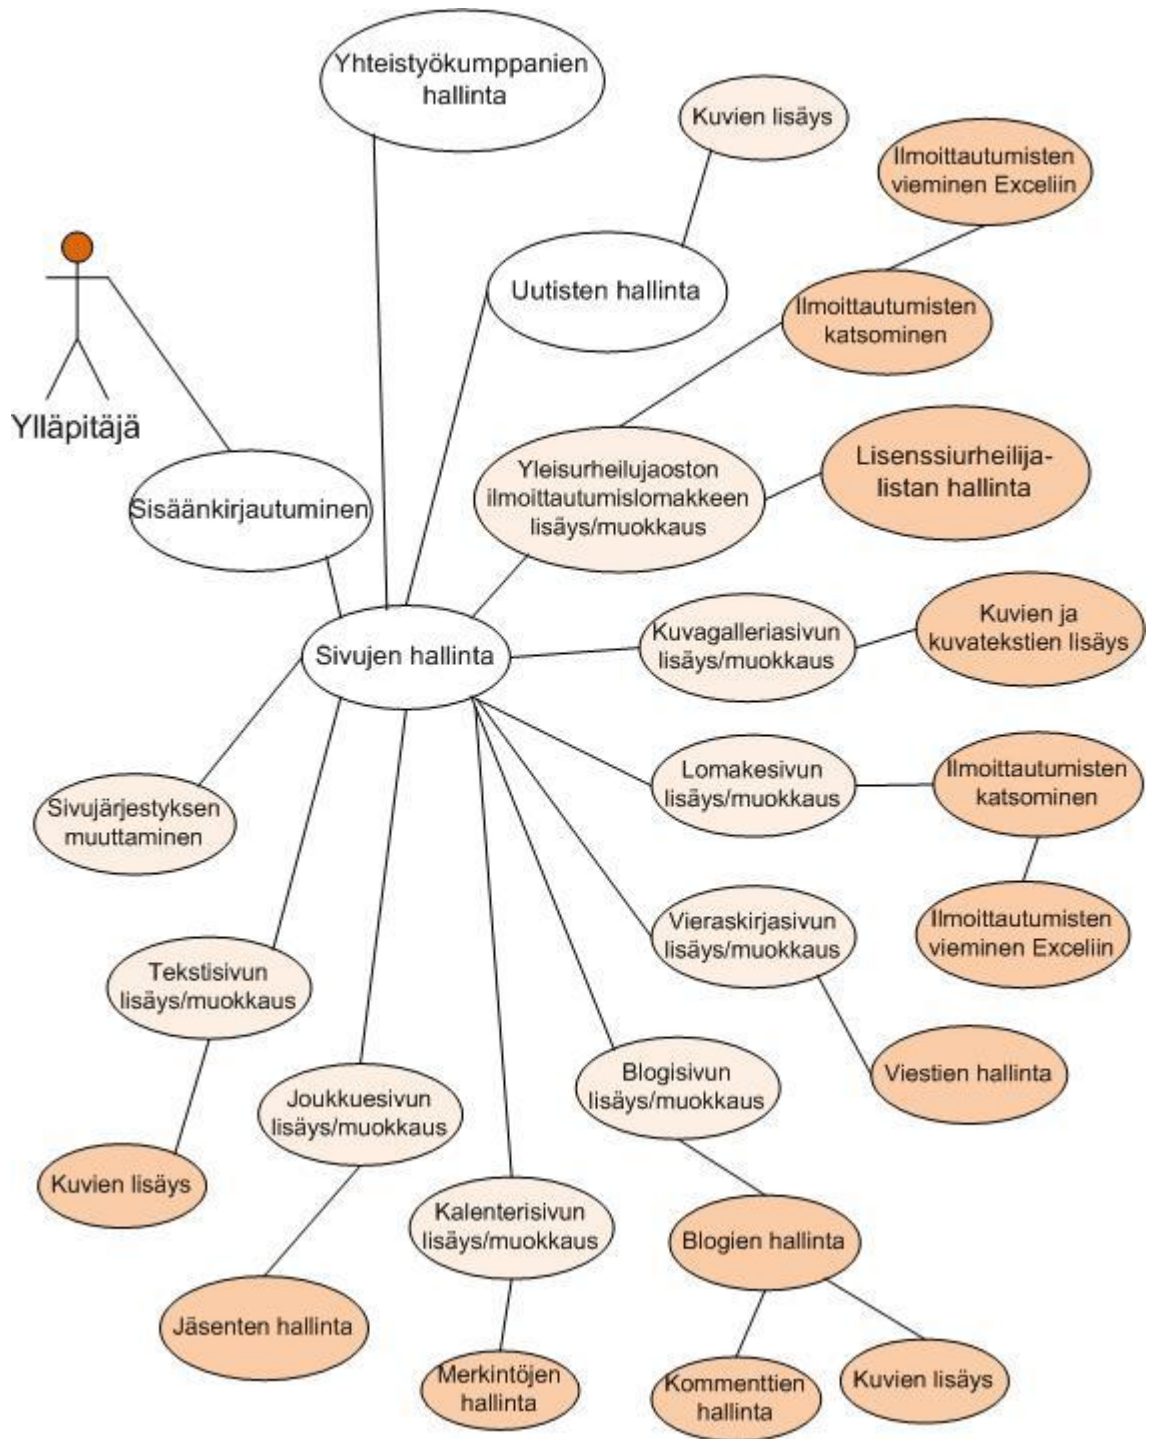 Yhteistyökumppanien
hallinta
Kuvien lisäys
Ilmoittautumisten
vieminen Exceliin
Uutisten hallinta
Ilmoittautumisten
katsominen
Ylläpitäjä
Sisäänkirjautuminen
Yleisurheilujaoston
ilmoittautumislomakkeen
lisäys/muokkaus
Lisenssiurheilija-
listan hallinta
Sivujen hallinta
Kuvagalleriasivun
lisäys/muokkaus
Kuvien ja
kuvatekstien lisäys
Sivujärjestyksen
muuttaminen
Lomakesivun
lisäys/muokkaus
Ilmoittautumisten
katsominen
Vieraskirjasivun
lisäys/muokkaus
Ilmoittautumisten
vieminen Exceliin
Tekstisivun
lisäys/muokkaus
Viestien hallinta
Blogisivun
lisäys/muokkaus
Joukkuesivun
lisäys/muokkaus
Kuvien lisäys
Kalenterisivun
lisäys/muokkaus
Blogien hallinta
Jäsenten hallinta
Merkintöjen
hallinta
Kommenttien
hallinta
Kuvien lisäys